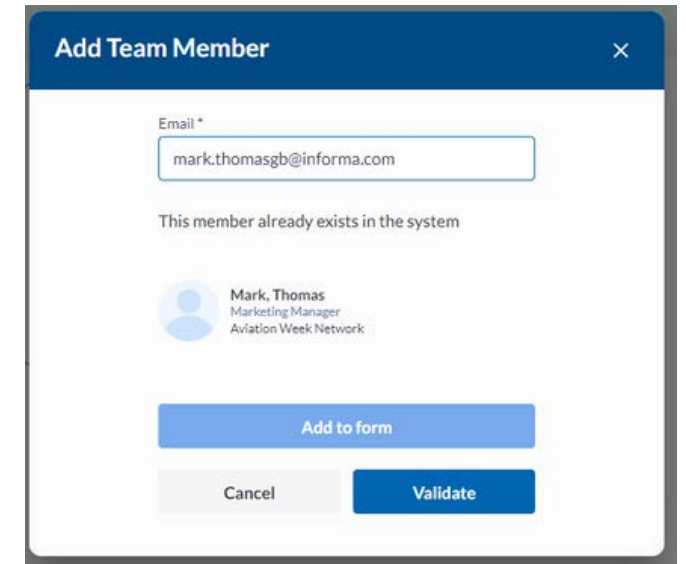 Add Team Member
Email *
mark.thomasgb@informa.com
This member already exists in the system
Mark, Thomas
Marketing Manager
Aviation Week Network
Add to form
Cancel
Validate